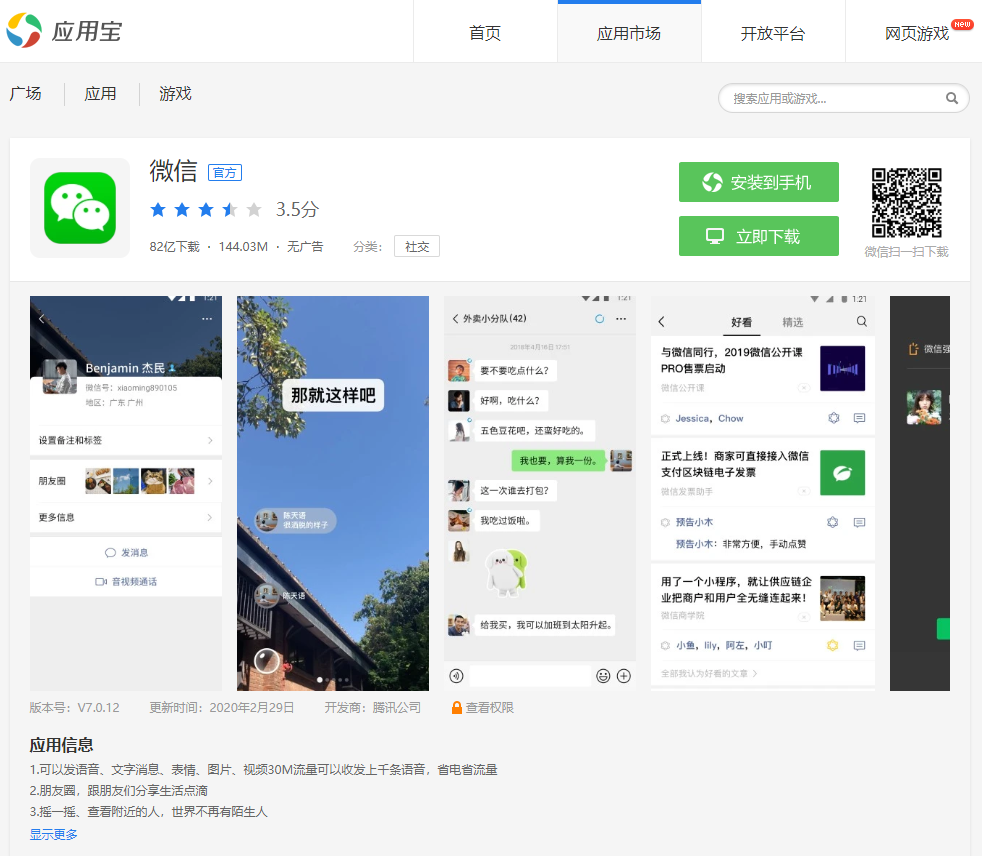 应用宝
首页
应用市场
开放平台
网页游戏
NEW
广场
应用
游戏
搜索应用或游戏...
微信 官方
3.5分
82亿下载 · 144.03M · 无广告 分类： 社交
安装到手机
立即下载
微信扫一扫下载
1:21
Benjamin 杰民
微信号：xiaoming890105
地区：广东 广州
设置备注和标签
朋友圈
更多信息
发消息
音视频通话
那就这样吧
陈天语
很洒脱的样子
陈天语
1:21
外卖小分队(42)
要不要吃点什么？
好啊，吃什么？
五色豆花吧，还蛮好吃的。
我也要，算我一份。
这一次谁去打包？
我吃过饭啦。
给我买，我可以加班到太阳升起。
1:21
好看 精选
与微信同行，2019微信公开课
PRO售票启动
微信公开课
Jessica，Chow
正式上线！商家可直接接入微信
支付区块链电子发票
微信发票助手
预告小木
预告小木：非常方便，手动点赞
用了一个小程序，就让供应链企
业把商户和用户全无缝连起来！
微信商学院
小鱼，lily，阿左，小叮
全部我认为好看的文章
微信强
版本号：V7.0.12 更新时间：2020年2月29日 开发商：腾讯公司 查看权限
应用信息
1.可以发语音、文字消息、表情、图片、视频30M流量可以收发上千条语音，省电省流量
2.朋友圈，跟朋友们分享生活点滴
3.摇一摇、查看附近的人，世界不再有陌生人
显示更多